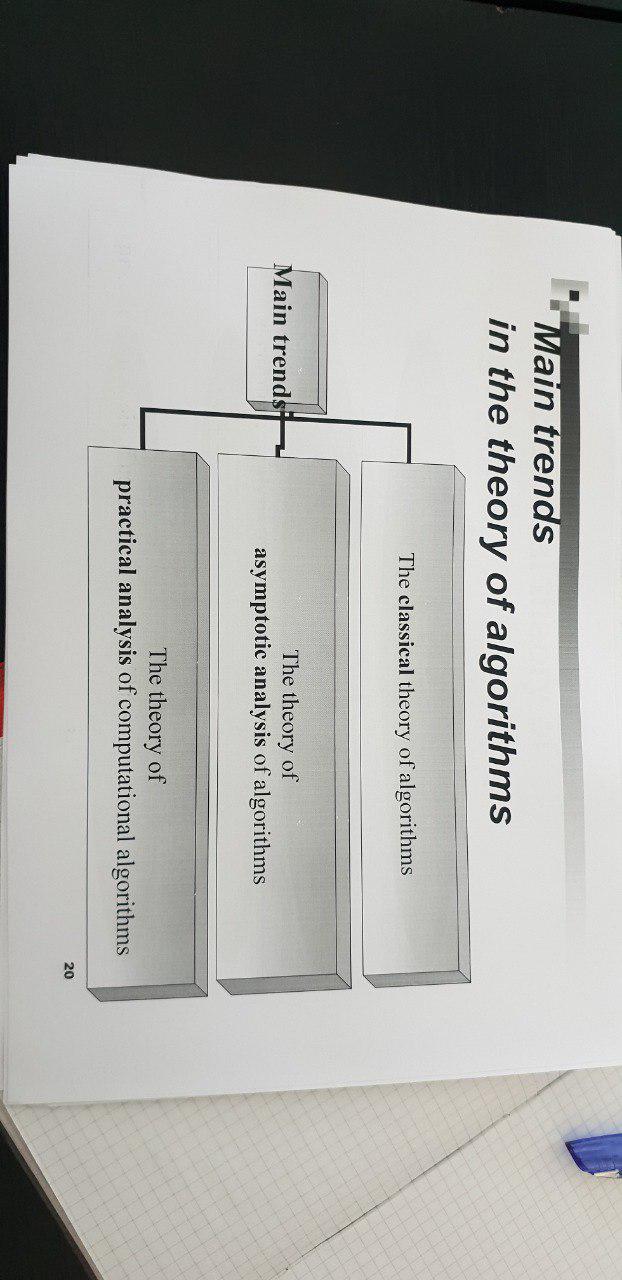 Main trends
in the theory of algorithms
Main trends
The classical theory of algorithms
The theory of
asymptotic analysis of algorithms
The theory of
practical analysis of computational algorithms
20